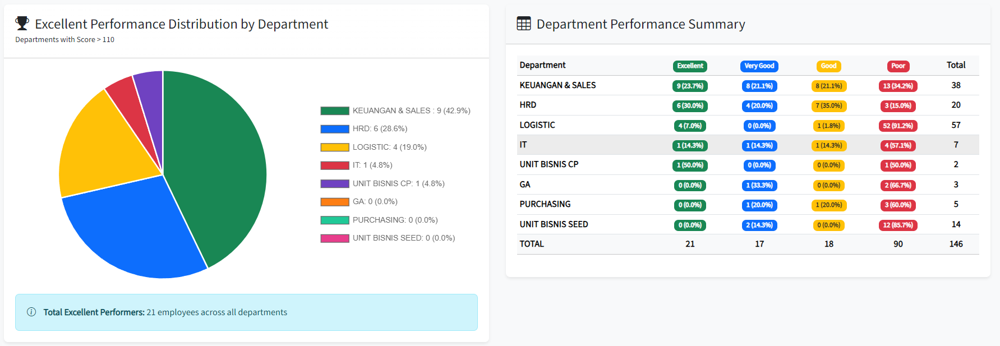 Excellent Performance Distribution by Department
Departments with Score > 110
KEUANGAN & SALES : 9 (42.9%)
HRD: 6 (28.6%)
LOGISTIC: 4 (19.0%)
IT: 1 (4.8%)
UNIT BISNIS CP: 1 (4.8%)
GA: 0 (0.0%)
PURCHASING: 0 (0.0%)
UNIT BISNIS SEED: 0 (0.0%)
Total Excellent Performers: 21 employees across all departments
Department Performance Summary
Department Excellent Very Good Good Poor Total
KEUANGAN & SALES 9 (23.7%) 8 (21.1%) 8 (21.1%) 13 (34.2%) 38
HRD 6 (30.0%) 4 (20.0%) 7 (35.0%) 3 (15.0%) 20
LOGISTIC 4 (7.0%) 0 (0.0%) 1 (1.8%) 52 (91.2%) 57
IT 1 (14.3%) 1 (14.3%) 1 (14.3%) 4 (57.1%) 7
UNIT BISNIS CP 1 (50.0%) 0 (0.0%) 0 (0.0%) 1 (50.0%) 2
GA 0 (0.0%) 1 (33.3%) 0 (0.0%) 2 (66.7%) 3
PURCHASING 0 (0.0%) 1 (20.0%) 1 (20.0%) 3 (60.0%) 5
UNIT BISNIS SEED 0 (0.0%) 2 (14.3%) 0 (0.0%) 12 (85.7%) 14
TOTAL 21 17 18 90 146